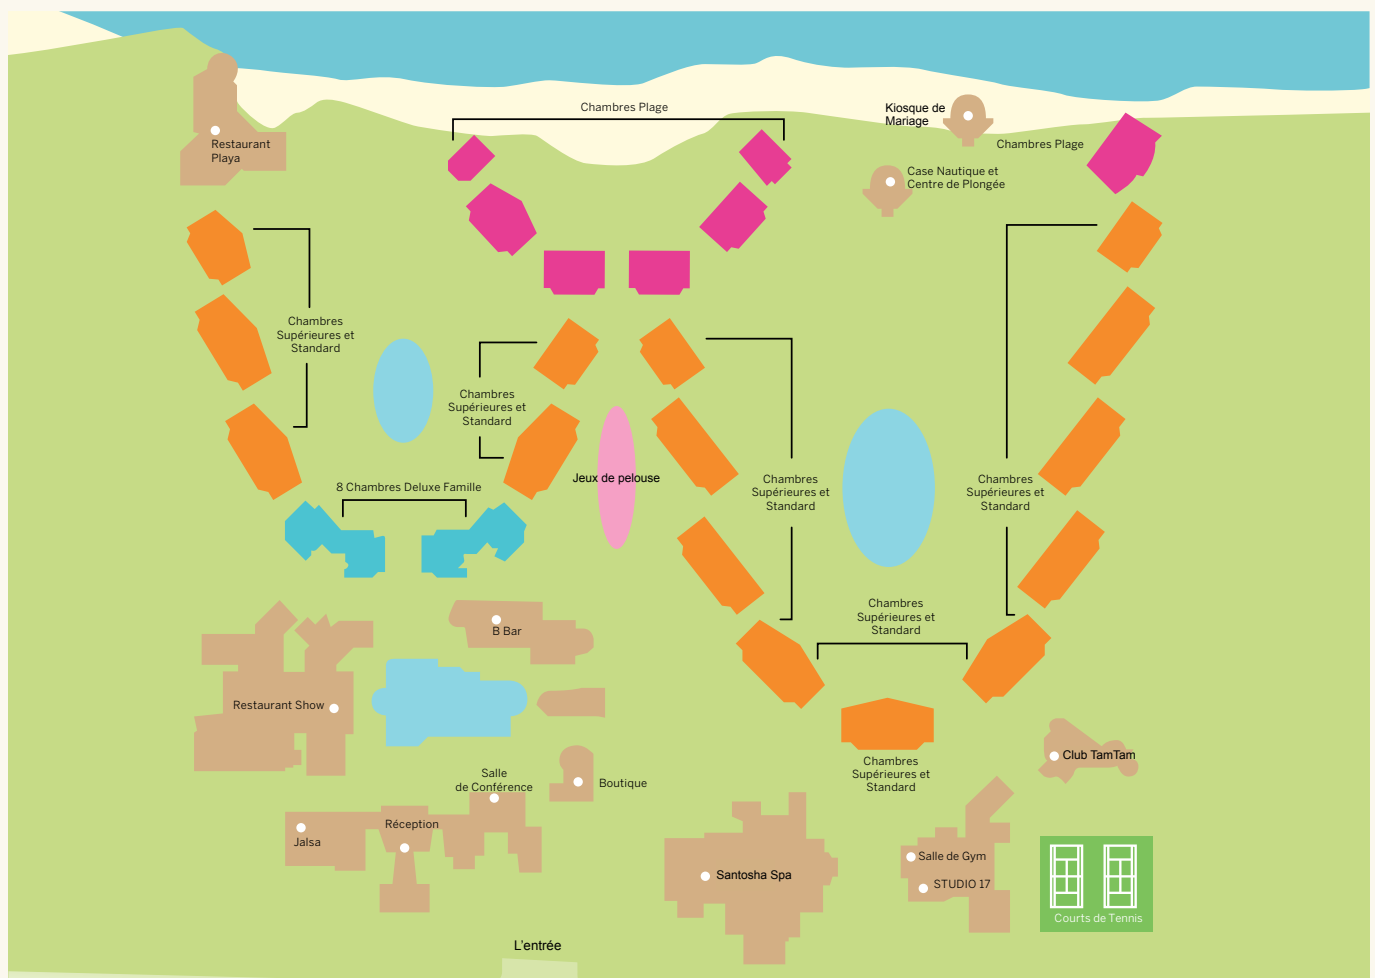 Chambres Plage
Kiosque de
Mariage
Restaurant
Playa
Chambres Plage
Case Nautique et
Centre de Plongée
Chambres
Supérieures et
Standard
Chambres
Supérieures et
Standard
Jeux de pelouse
8 Chambres Deluxe Famille
Chambres
Supérieures et
Standard
Chambres
Supérieures et
Standard
Chambres
Supérieures et
Standard
B Bar
Restaurant Show
Chambres
Supérieures et
Standard
Club TamTam
Salle
de Conférence
Boutique
Réception
Jalsa
Santosha Spa
Salle de Gym
STUDIO 17
Courts de Tennis
L'entrée